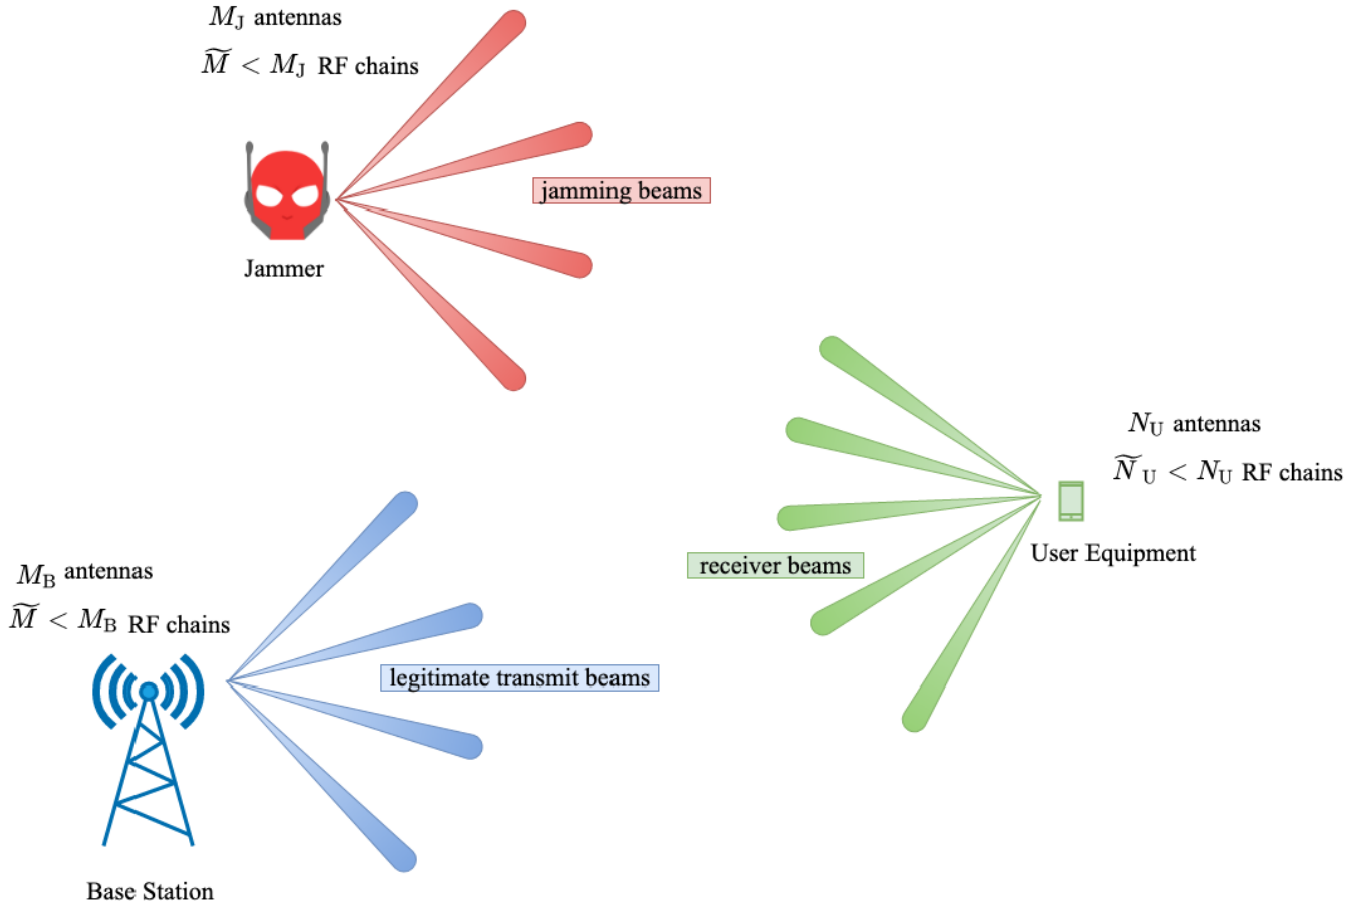 M_J antennas
M̃ < M_J RF chains
jamming beams
Jammer
N_U antennas
Ñ_U < N_U RF chains
User Equipment
receiver beams
M_B antennas
M̃ < M_B RF chains
legitimate transmit beams
Base Station